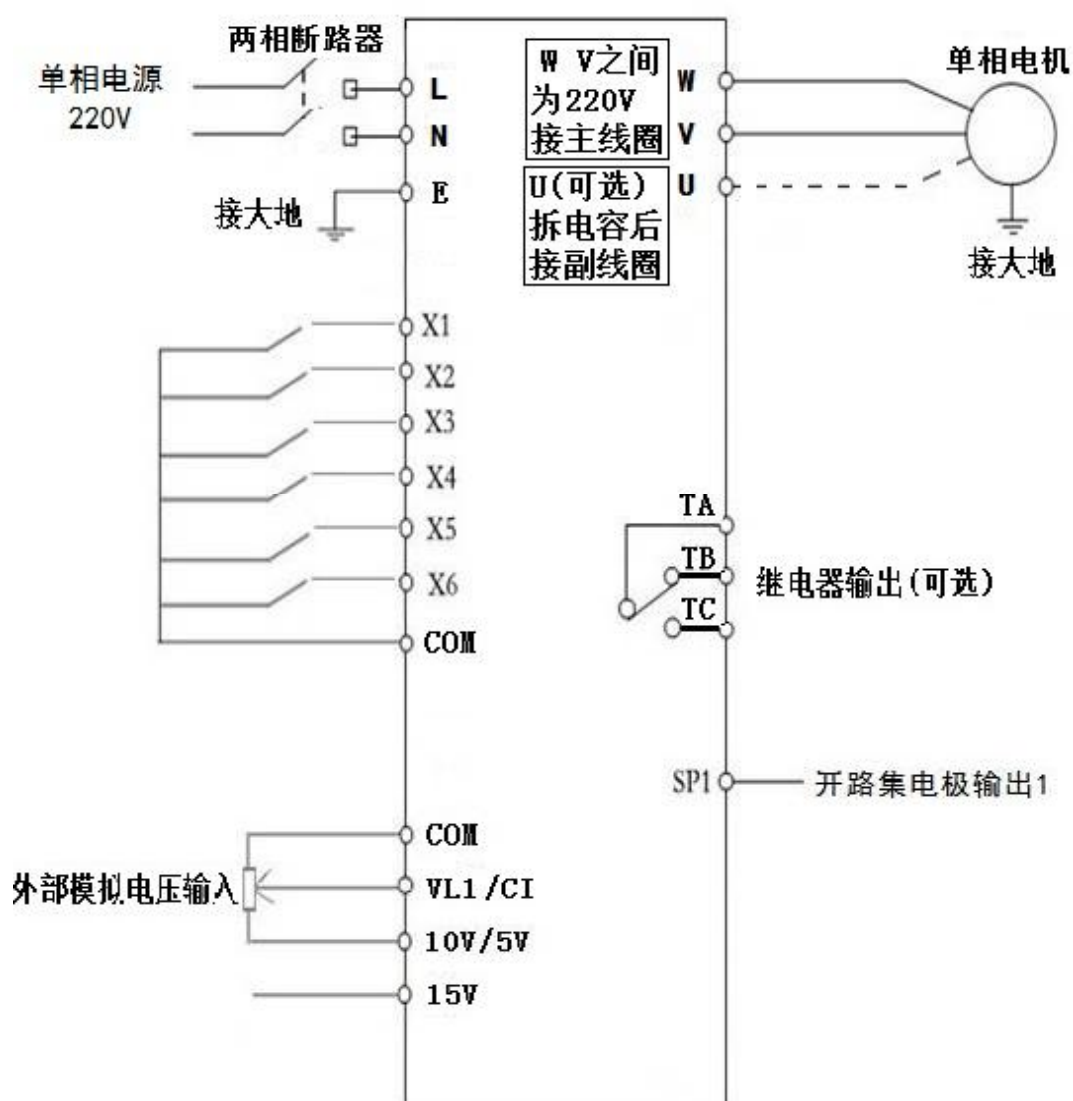 两相断路器
单相电源
220V
L
N
E
接大地
W V之间
为220V
接主线圈
U(可选)
拆电容后
接副线圈
W
V
U
单相电机
接大地
X1
X2
X3
X4
X5
X6
COM
TA
TB
TC
继电器输出(可选)
SP1
开路集电极输出1
COM
外部模拟电压输入
VL1/CI
10V/5V
15V